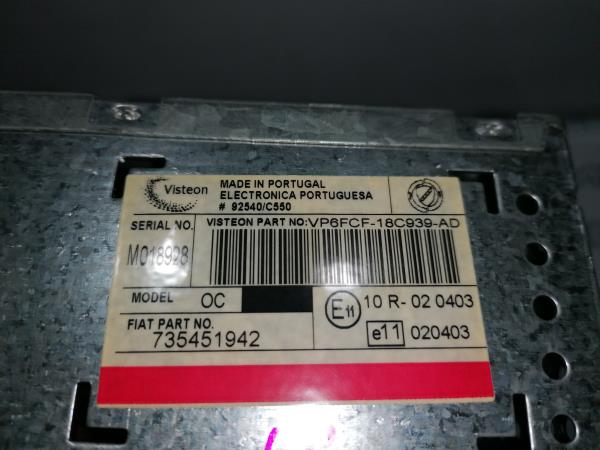 Visteon
MADE IN PORTUGAL
ELECTRONICA PORTUGUESA
# 92540/C550
SERIAL NO.
VISTEON PART NO: VP6FCF-18C939-AD
M018928
MODEL OC
E11 10 R- 02 0403
FIAT PART NO.
735451942
e11 020403